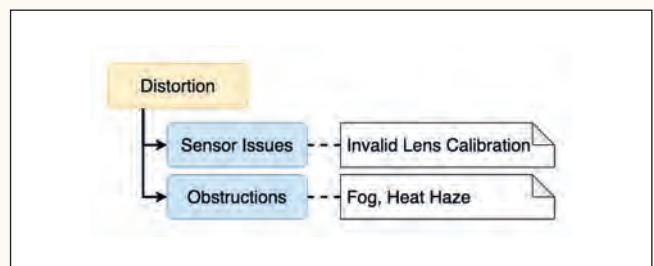 Distortion
Sensor Issues
Invalid Lens Calibration
Obstructions
Fog, Heat Haze